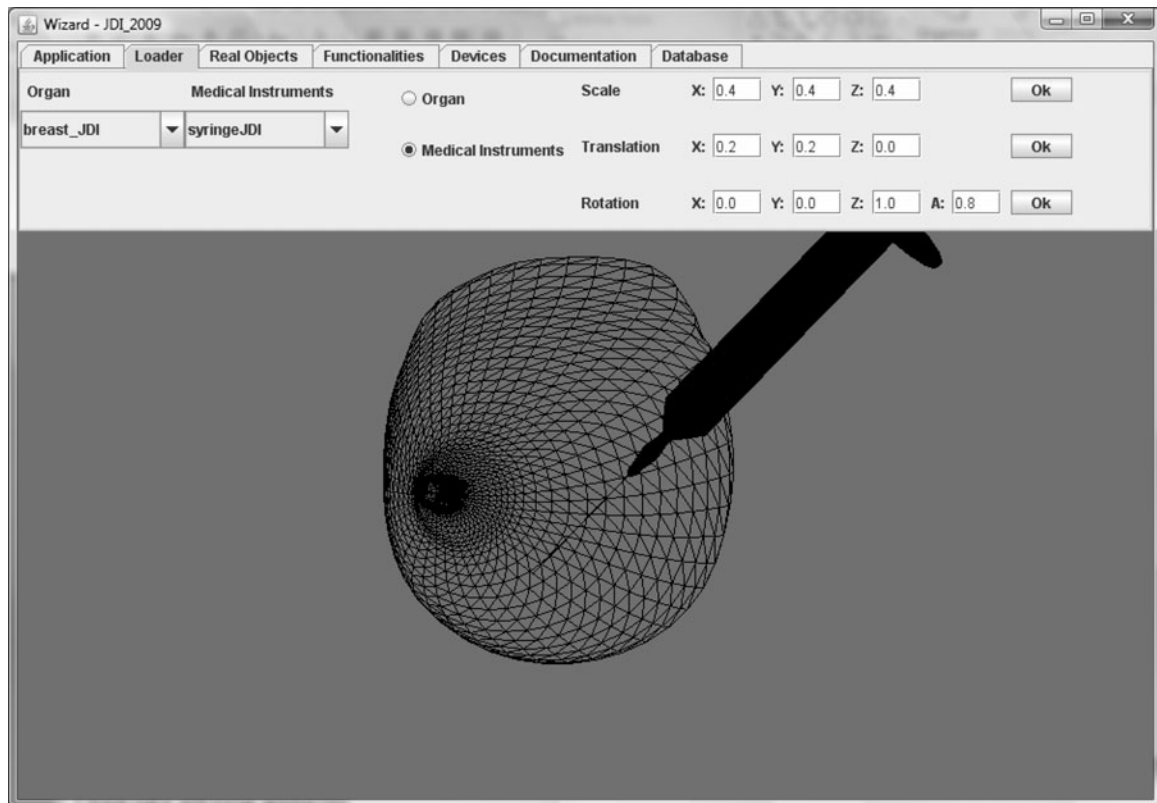 Wizard - JDI_2009
Application Loader Real Objects Functionalities Devices Documentation Database
Organ Medical Instruments Organ Scale X: 0.4 Y: 0.4 Z: 0.4 Ok
breast_JDI syringeJDI Medical Instruments Translation X: 0.2 Y: 0.2 Z: 0.0 Ok
Rotation X: 0.0 Y: 0.0 Z: 1.0 A: 0.8 Ok